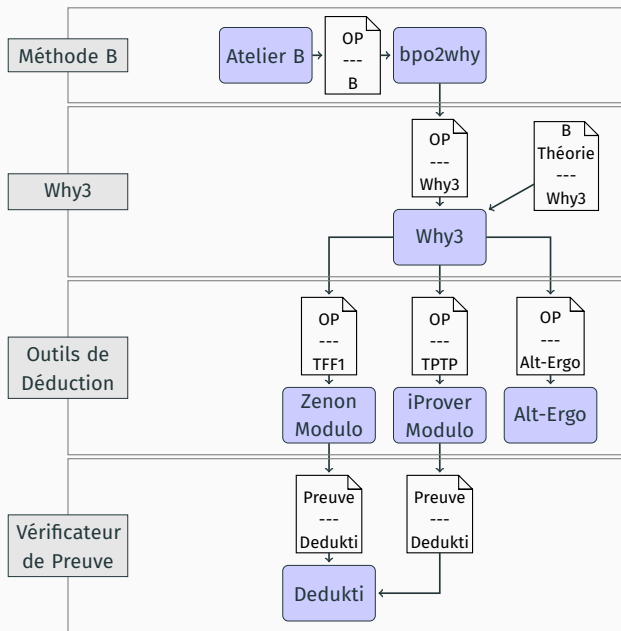 Méthode B
Atelier B
OP
---
B
bpo2why
Why3
OP
---
Why3
B
Théorie
---
Why3
Why3
Outils de
Déduction
OP
---
TFF1
OP
---
TPTP
OP
---
Alt-Ergo
Zenon
Modulo
iProver
Modulo
Alt-Ergo
Vérificateur
de Preuve
Preuve
---
Dedukti
Preuve
---
Dedukti
Dedukti